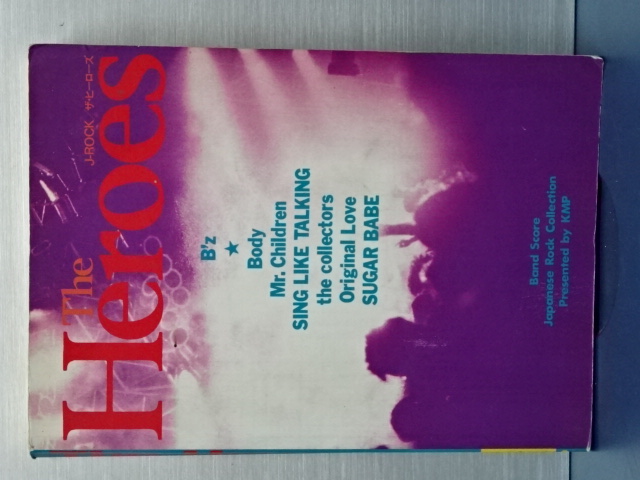 J-ROCK ザ・ヒーローズ
The
Heroes
B'z
★
Body
Mr. Children
SING LIKE TALKING
the collectors
Original Love
SUGAR BABE
Band Score
Japanese Rock Collection
Presented by KMP